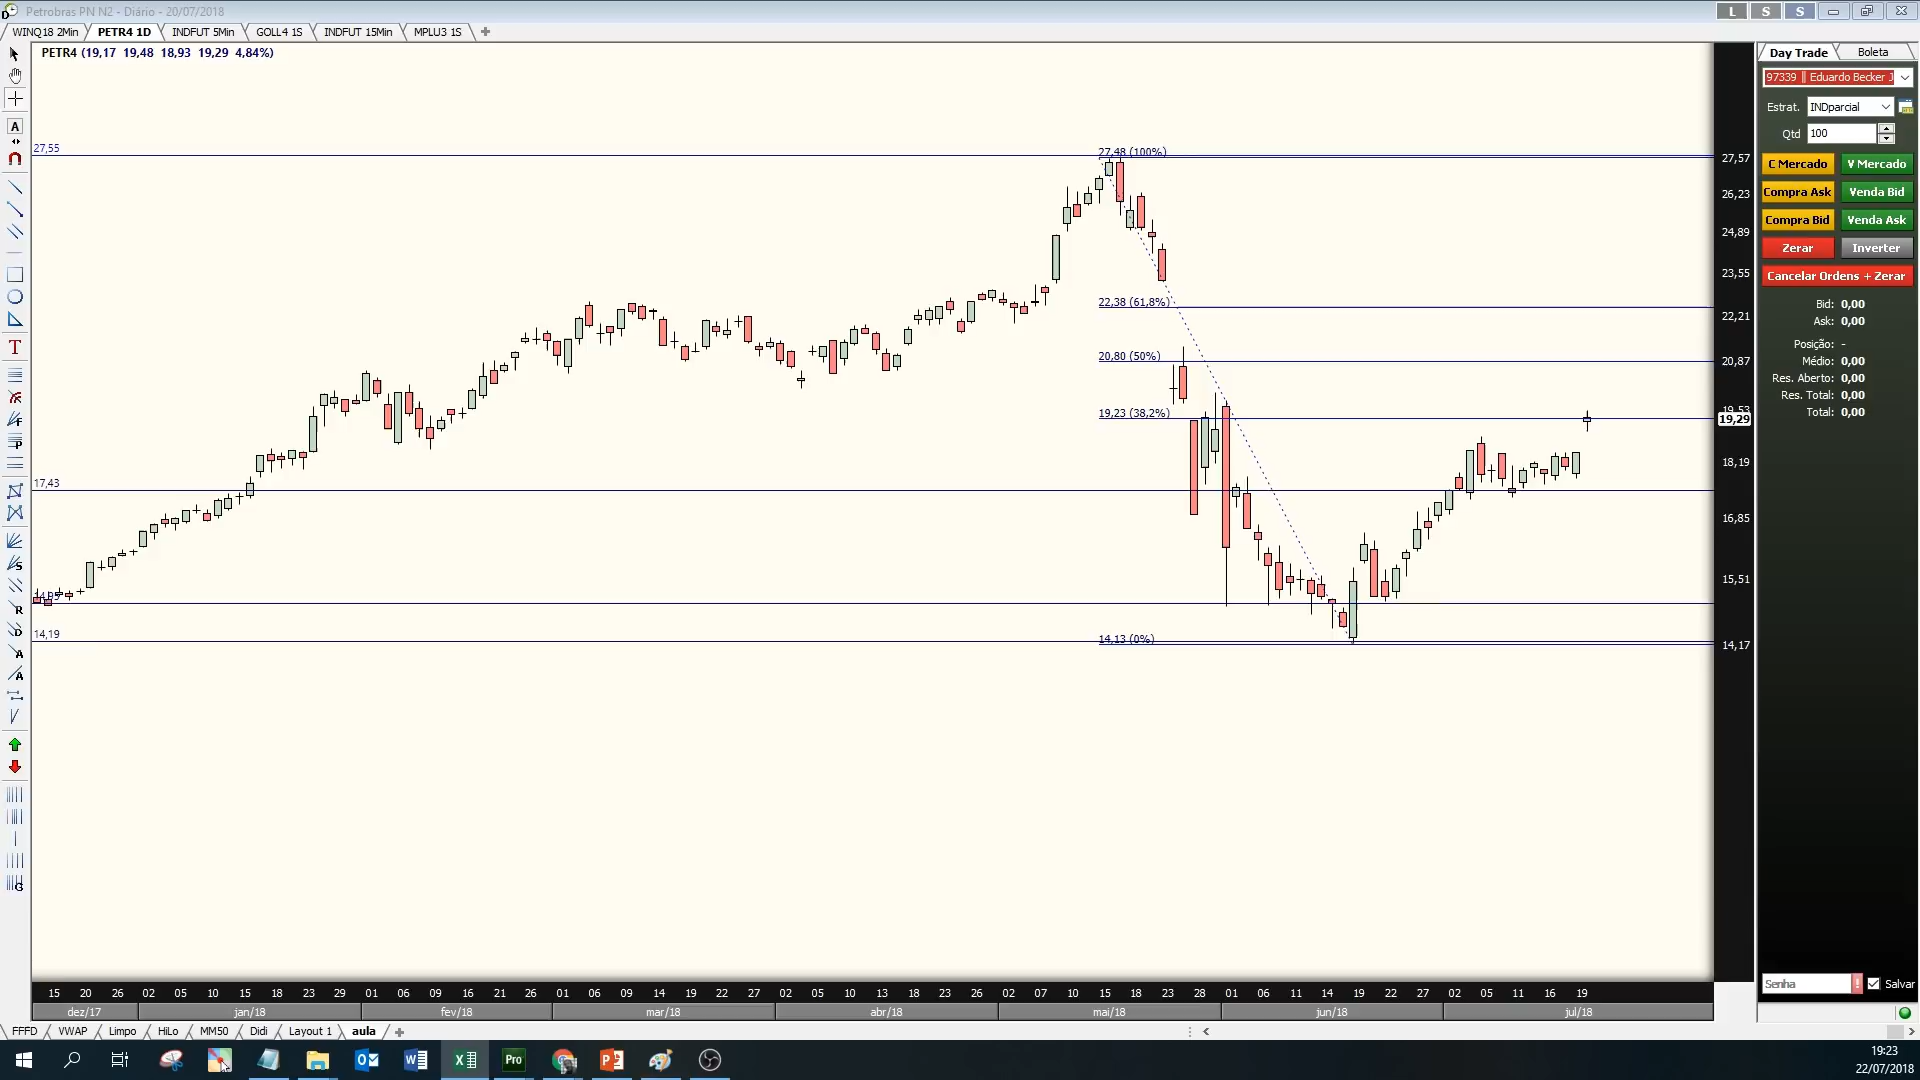 Petrobras PN N2 - Diário - 20/07/2018
L S S
WINQ18 2Min PETR4 1D INDFUT 5Min GOLL4 1S INDFUT 15Min MPLU3 1S
PETR4 (19,17 19,48 18,93 19,29 4,84%)
Day Trade Boleta
97339 || Eduardo Becker J
Estrat. INDparcial
Qtd 100
C Mercado V Mercado
Compra Ask Venda Bid
Compra Bid Venda Ask
Zerar Inverter
Cancelar Ordens + Zerar
Bid: 0,00
Ask: 0,00
Posição: -
Médio: 0,00
Res. Aberto: 0,00
Res. Total: 0,00
Total: 0,00
27,55
27,48 (100%)
22,38 (61,8%)
20,80 (50%)
19,23 (38,2%)
17,43
14,19
14,13 (0%)
27,57
26,23
24,89
23,55
22,21
20,87
19,53
19,29
18,19
16,85
15,51
14,17
15 20 26 02 05 10 15 18 23 29 01 06 09 16 21 26 01 06 09 14 19 22 27 02 05 10 13 18 23 26 02 07 10 15 18 23 28 01 06 11 14 19 22 27 02 05 11 16 19
dez/17 jan/18 fev/18 mar/18 abr/18 mai/18 jun/18 jul/18
Senha ! Salvar
FFFD VWAP Limpo HiLo MM50 Didi Layout 1 aula
Pro
19:23
22/07/2018